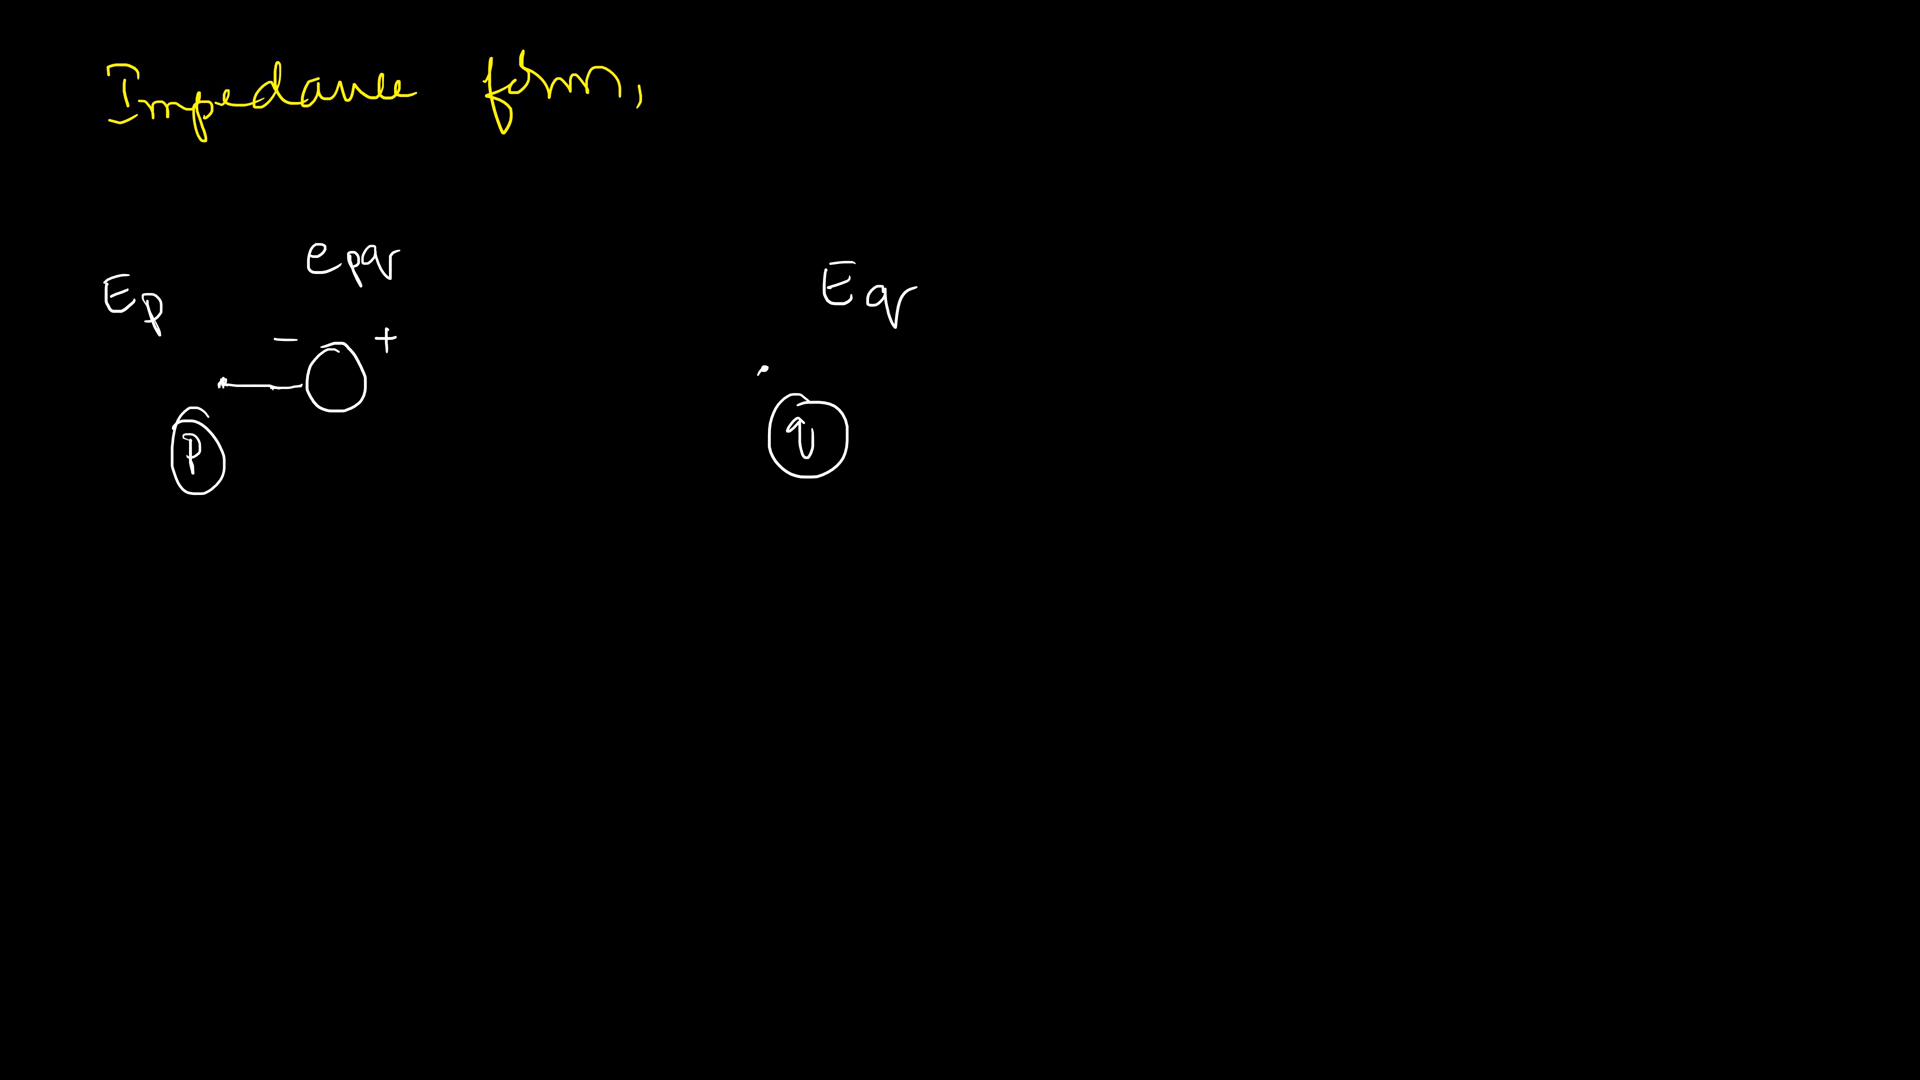 Impedance form,
epq
Ep Eq
- +
p q